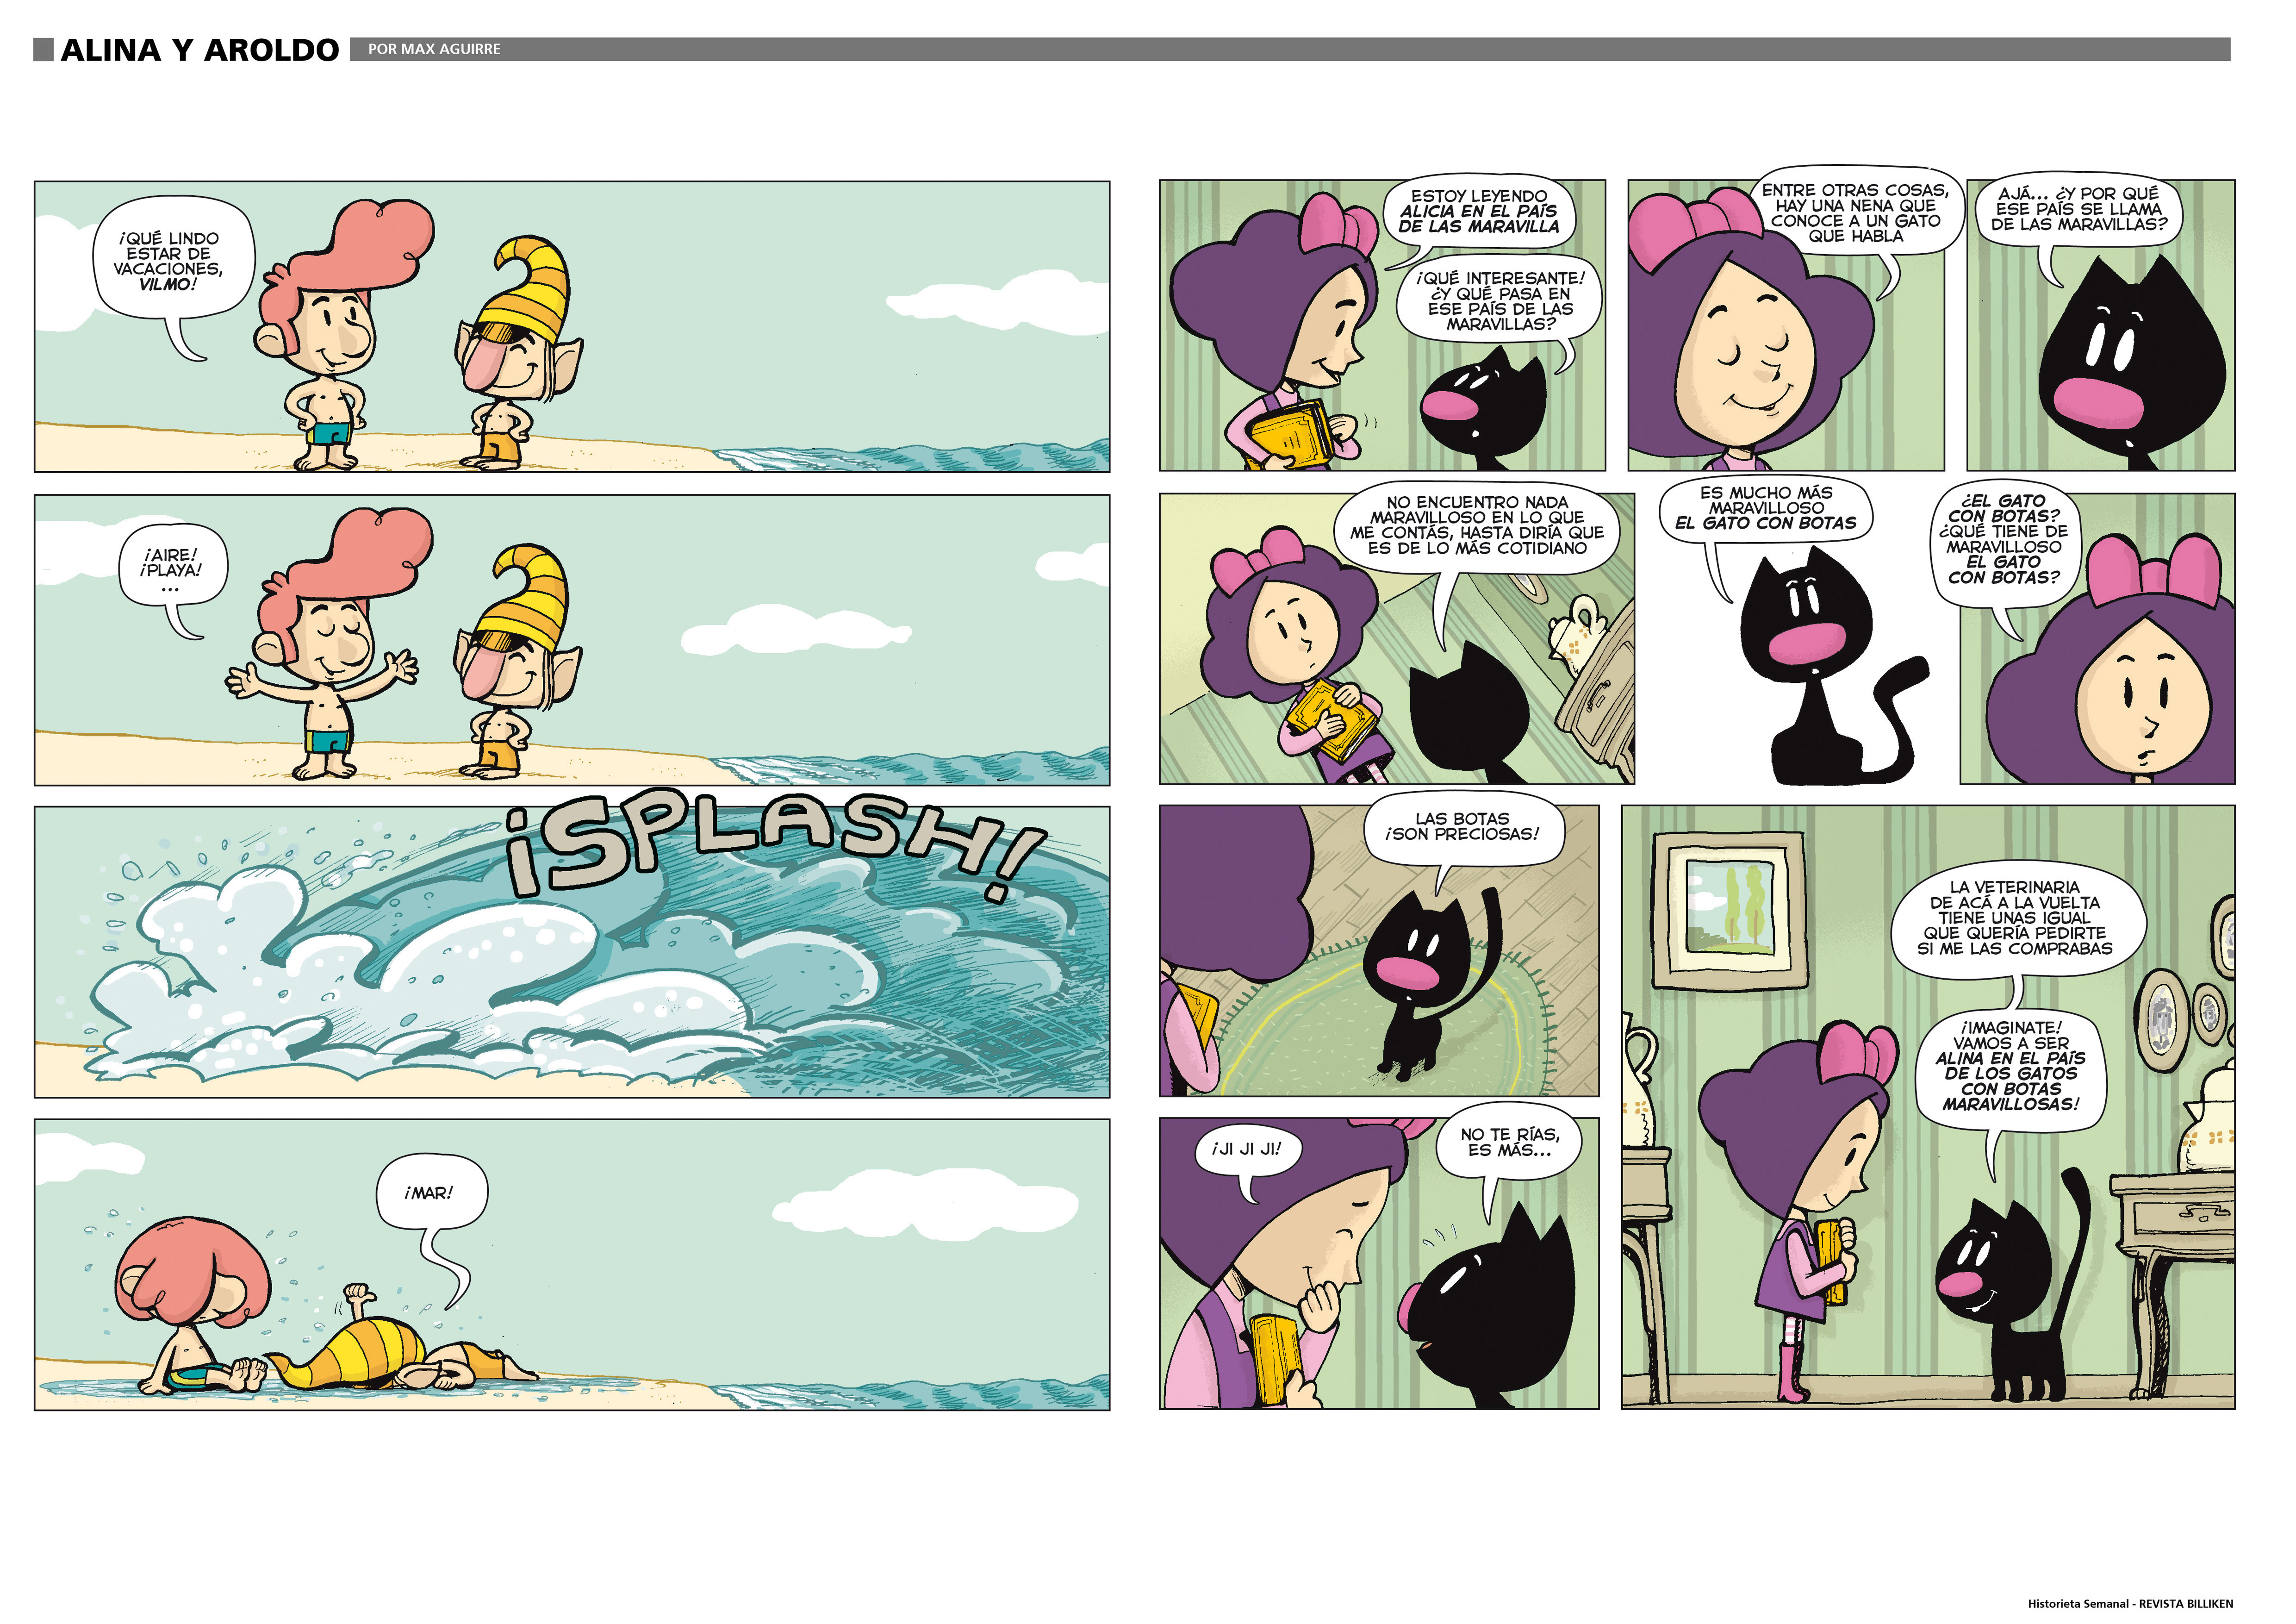 ALINA Y AROLDO
POR MAX AGUIRRE
¡QUÉ LINDO
ESTAR DE
VACACIONES,
VILMO!
¡AIRE!
¡PLAYA!
...
¡SPLASH!
¡MAR!
ESTOY LEYENDO
ALICIA EN EL PAÍS
DE LAS MARAVILLA
¡QUÉ INTERESANTE!
¿Y QUÉ PASA EN
ESE PAÍS DE LAS
MARAVILLAS?
ENTRE OTRAS COSAS,
HAY UNA NENA QUE
CONOCE A UN GATO
QUE HABLA
AJÁ... ¿Y POR QUÉ
ESE PAÍS SE LLAMA
DE LAS MARAVILLAS?
NO ENCUENTRO NADA
MARAVILLOSO EN LO QUE
ME CONTÁS, HASTA DIRÍA QUE
ES DE LO MÁS COTIDIANO
ES MUCHO MÁS
MARAVILLOSO
EL GATO CON BOTAS
¿EL GATO
CON BOTAS?
¿QUÉ TIENE DE
MARAVILLOSO
EL GATO
CON BOTAS?
LAS BOTAS
¡SON PRECIOSAS!
¡JI JI JI!
NO TE RÍAS,
ES MÁS...
LA VETERINARIA
DE ACÁ A LA VUELTA
TIENE UNAS IGUAL
QUE QUERÍA PEDIRTE
SI ME LAS COMPRABAS
¡IMAGINATE!
VAMOS A SER
ALINA EN EL PAÍS
DE LOS GATOS
CON BOTAS
MARAVILLOSAS!
Historieta Semanal - REVISTA BILLIKEN